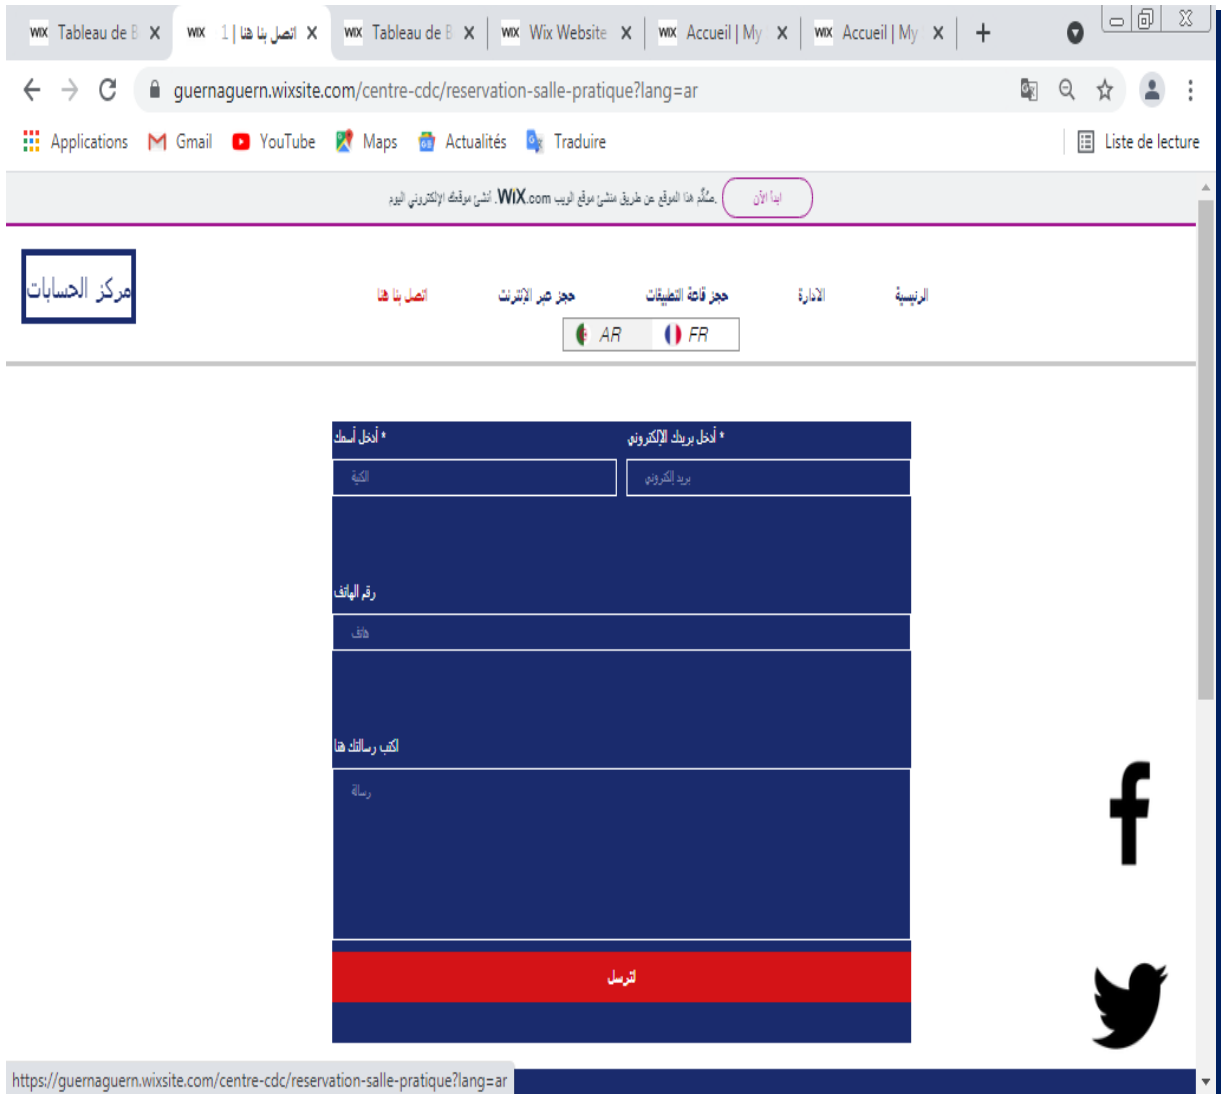 Tableau de B
اتصل بنا هنا | 1
Tableau de B
Wix Website
Accueil | My
Accueil | My
guernaguern.wixsite.com/centre-cdc/reservation-salle-pratique?lang=ar
Applications Gmail YouTube Maps Actualités Traduire Liste de lecture
صُمِّم هذا الموقع عن طريق منشئ موقع الويب WiX.com. أنشئ موقعك الإلكتروني اليوم.
ابدأ الآن
مركز الحسابات
الرئيسية الادارة حجز قاعة التطبيقات حجز عبر الإنترنت اتصل بنا هنا
AR FR
أدخل أسمك *
أدخل بريدك الإلكتروني *
الكنية
بريد إلكتروني
رقم الهاتف
هاتف
اكتب رسالتك هنا
رسالة
لترسل
https://guernaguern.wixsite.com/centre-cdc/reservation-salle-pratique?lang=ar